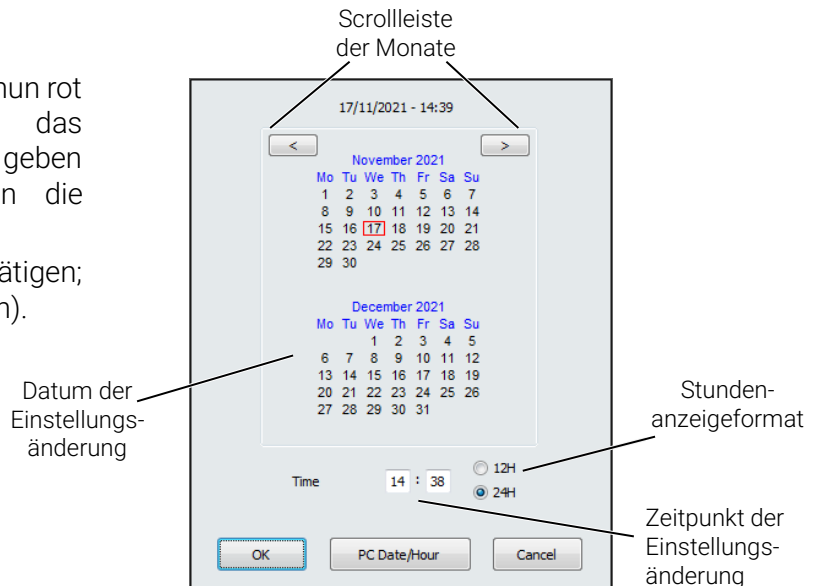 Scrollleiste
der Monate
nun rot
das
geben
n die
ätigen;
n).
17/11/2021 - 14:39
< >
November 2021
Mo Tu We Th Fr Sa Su
1 2 3 4 5 6 7
8 9 10 11 12 13 14
15 16 17 18 19 20 21
22 23 24 25 26 27 28
29 30
December 2021
Mo Tu We Th Fr Sa Su
1 2 3 4 5
6 7 8 9 10 11 12
13 14 15 16 17 18 19
20 21 22 23 24 25 26
27 28 29 30 31
Datum der
Einstellungs-
änderung
Stunden-
anzeigeformat
Time 14 : 38
12H
24H
Zeitpunkt der
Einstellungs-
änderung
OK PC Date/Hour Cancel